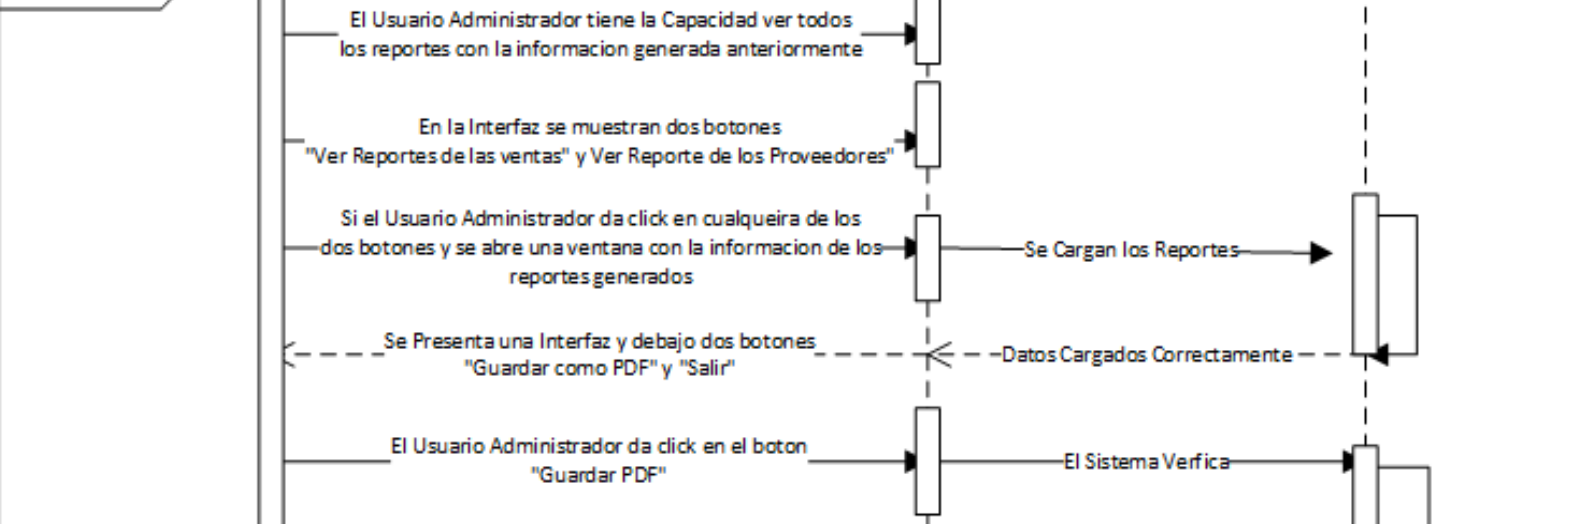 El Usuario Administrador tiene la Capacidad ver todos
los reportes con la informacion generada anteriormente
En la Interfaz se muestran dos botones
"Ver Reportes de las ventas" y Ver Reporte de los Proveedores"
Si el Usuario Administrador da click en cualqueira de los
dos botones y se abre una ventana con la informacion de los
reportes generados
Se Cargan los Reportes
Se Presenta una Interfaz y debajo dos botones
"Guardar como PDF" y "Salir"
Datos Cargados Correctamente
El Usuario Administrador da click en el boton
"Guardar PDF"
El Sistema Verfica